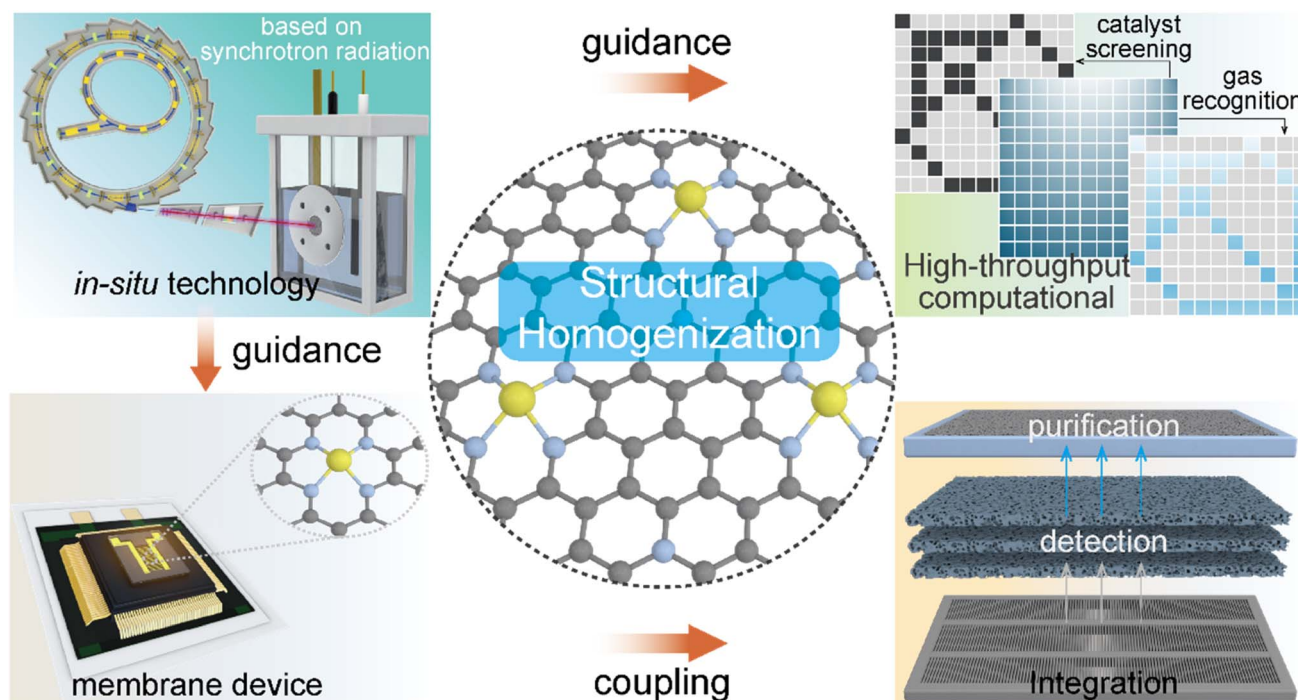 based on
synchrotron radiation
in-situ technology
guidance
guidance
catalyst
screening
gas
recognition
High-throughput
computational
Structural
Homogenization
membrane device
coupling
purification
detection
Integration